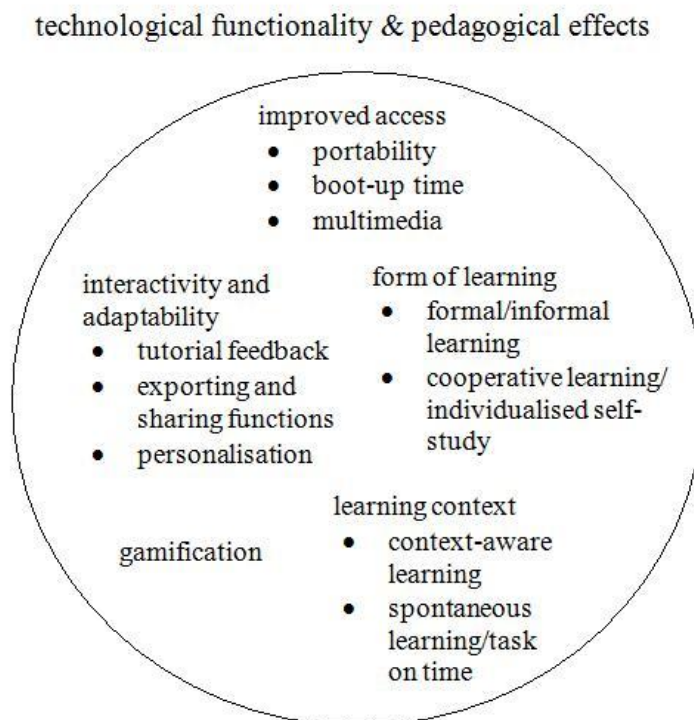 technological functionality & pedagogical effects
improved access
• portability
• boot-up time
• multimedia
interactivity and
adaptability
• tutorial feedback
• exporting and
sharing functions
• personalisation
form of learning
• formal/informal
learning
• cooperative learning/
individualised self-
study
gamification
learning context
• context-aware
learning
• spontaneous
learning/task
on time